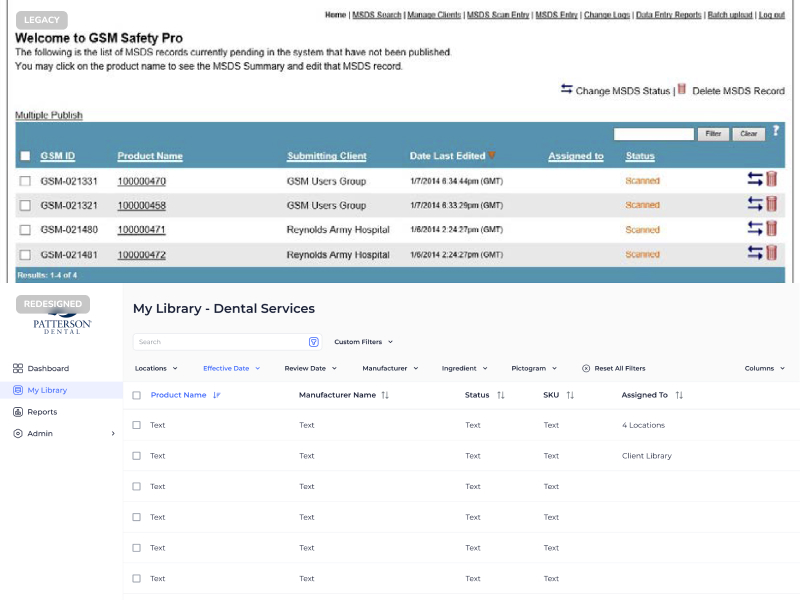 LEGACY
Home | MSDS Search | Manage Clients | MSDS Scan Entry | MSDS Entry | Change Logs | Data Entry Reports | Batch upload | Log out
Welcome to GSM Safety Pro
The following is the list of MSDS records currently pending in the system that have not been published.
You may click on the product name to see the MSDS Summary and edit that MSDS record.
Change MSDS Status | Delete MSDS Record
Multiple Publish
Filter Clear ?
GSM ID Product Name Submitting Client Date Last Edited Assigned to Status
GSM-021331 100000470 GSM Users Group 1/7/2014 6:34:44pm (GMT) Scanned
GSM-021321 100000458 GSM Users Group 1/7/2014 6:33:29pm (GMT) Scanned
GSM-021480 100000471 Reynolds Army Hospital 1/6/2014 2:24:27pm (GMT) Scanned
GSM-021481 100000472 Reynolds Army Hospital 1/6/2014 2:24:27pm (GMT) Scanned
Results: 1-4 of 4
REDESIGNED
PATTERSON
DENTAL
Dashboard
My Library
Reports
Admin
My Library - Dental Services
Search Custom Filters
Locations Effective Date Review Date Manufacturer Ingredient Pictogram Reset All Filters Columns
Product Name Manufacturer Name Status SKU Assigned To
Text Text Text Text 4 Locations
Text Text Text Text Client Library
Text Text Text Text
Text Text Text Text
Text Text Text Text
Text Text Text Text